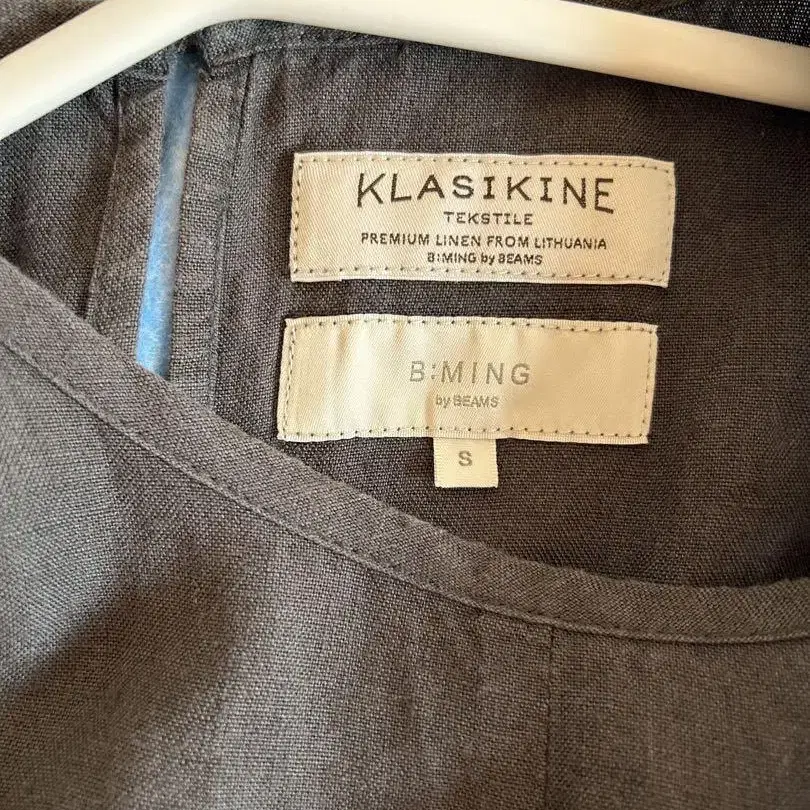 KLASIKINE
TEKSTILE
PREMIUM LINEN FROM LITHUANIA
B:MING by BEAMS
B:MING
by BEAMS
S